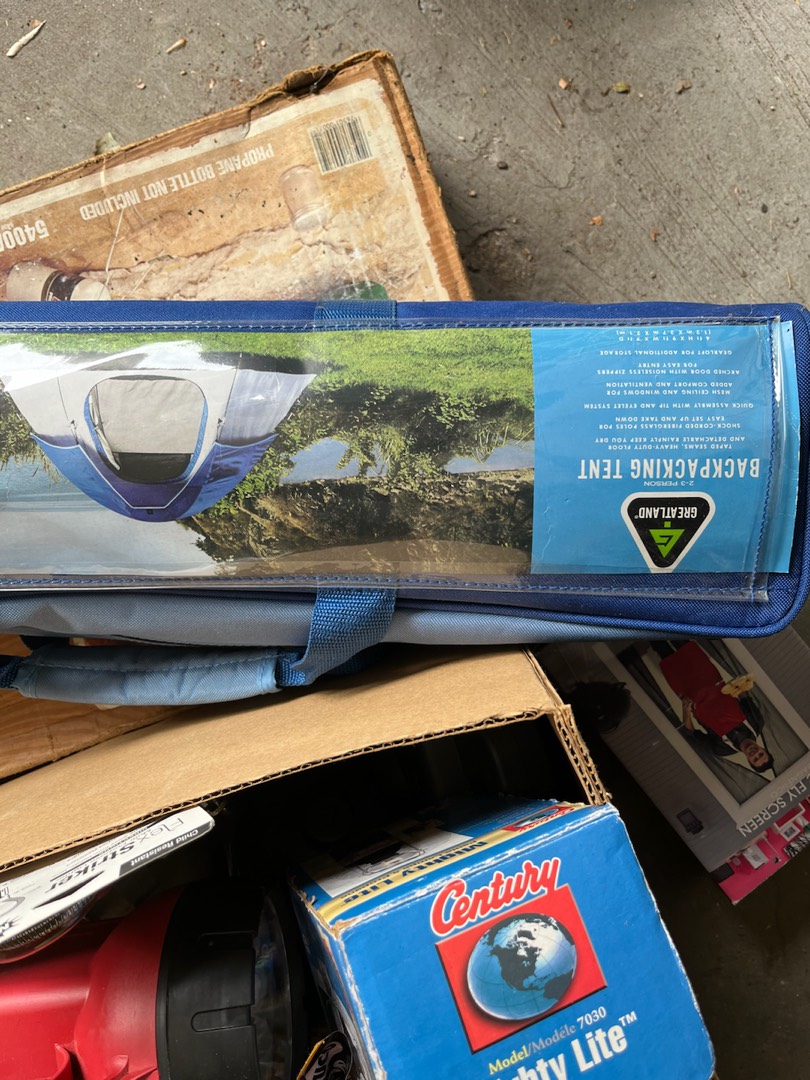 PROPANE BOTTLE NOT INCLUDED
5400
GREATLAND®
2-3 PERSON
BACKPACKING TENT
TAPED SEAMS, HEAVY-DUTY FLOOR
AND DETACHABLE RAINFLY KEEP YOU DRY
SHOCK-CORDED FIBERGLASS POLES FOR
EASY SET UP AND TAKE DOWN
QUICK ASSEMBLY WITH PIN AND EYELET SYSTEM
MESH CEILING AND WINDOWS FOR
ADDED COMFORT AND VENTILATION
ARCHED DOOR WITH NOISELESS ZIPPERS
FOR EASY ENTRY
GEARLOFT FOR ADDITIONAL STORAGE
FLY SCREEN
Child Resistant
FlexStriker
MIGHTY LITE
Century
Model/Modèle 7030
ghty Lite™